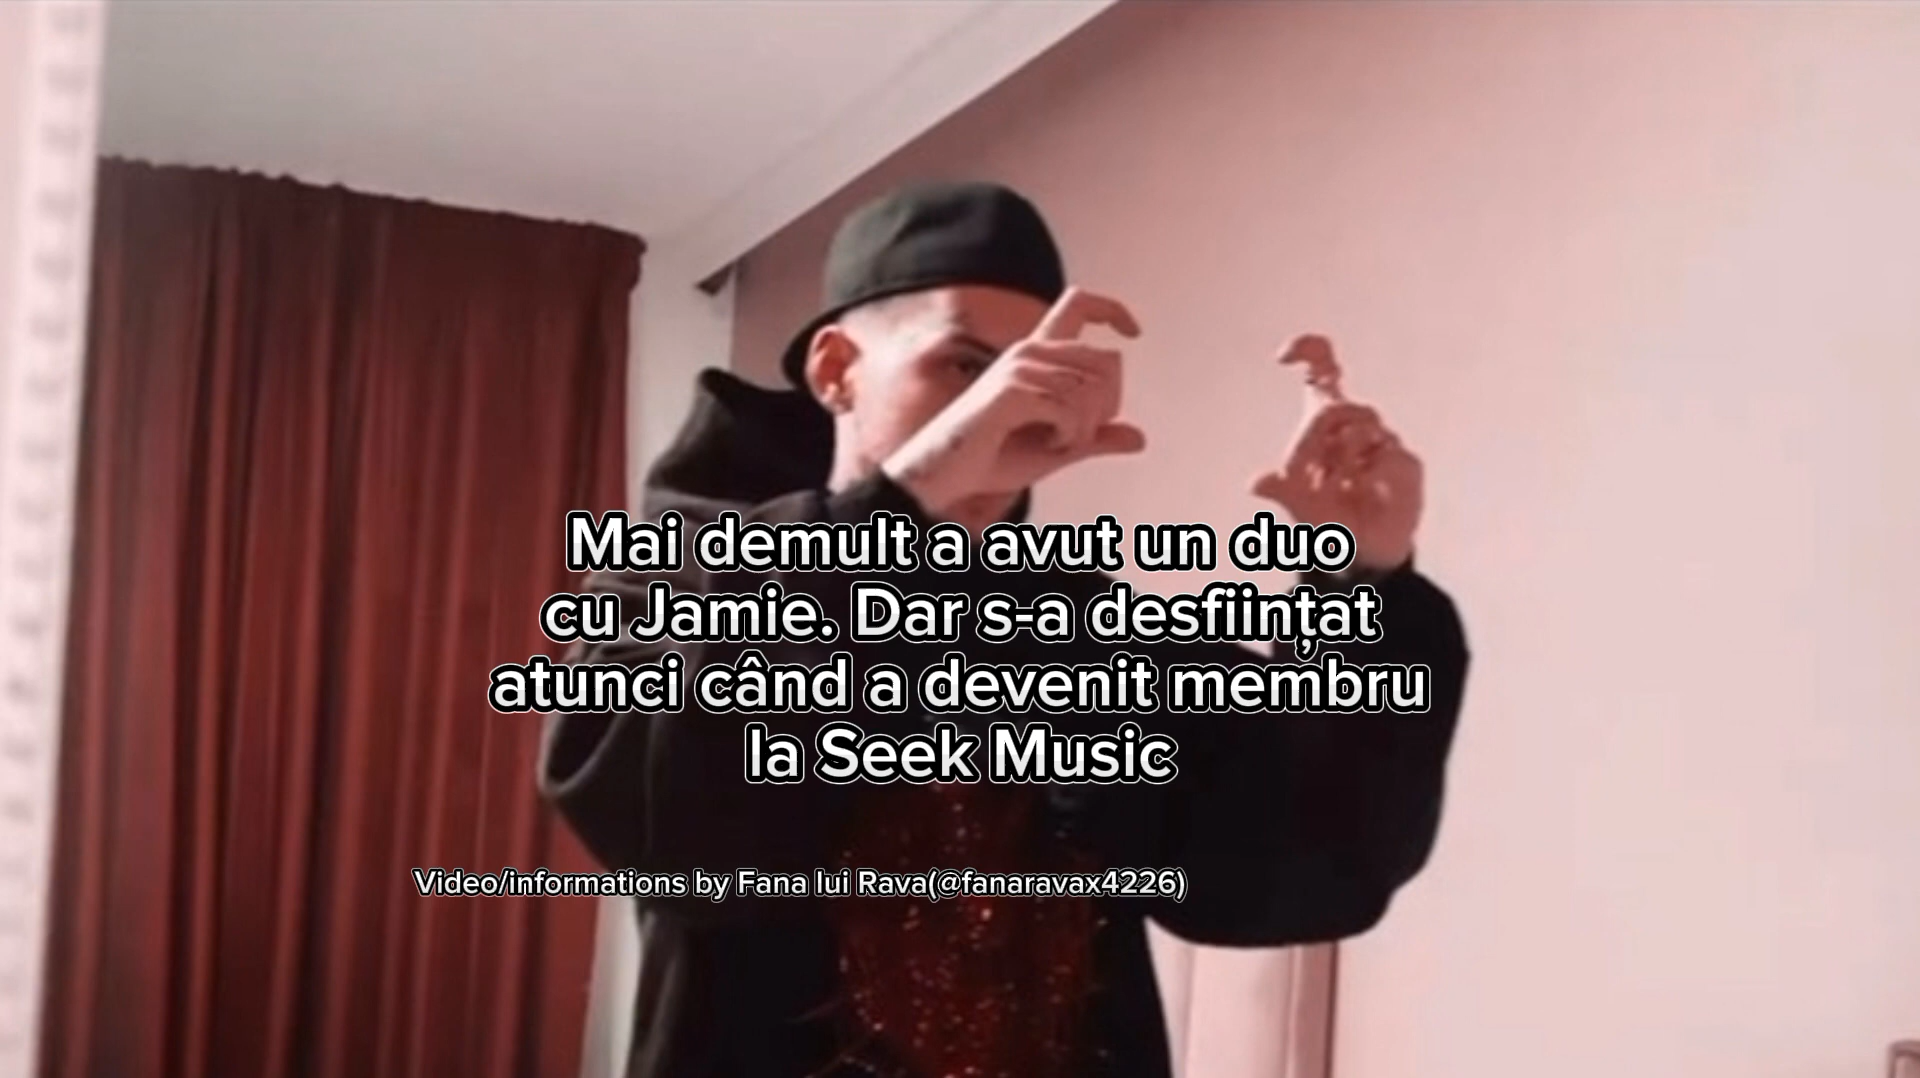 Mai demult a avut un duo
cu Jamie. Dar s-a desființat
atunci când a devenit membru
la Seek Music
Video/informations by Fana lui Rava(@fanaravax4226)